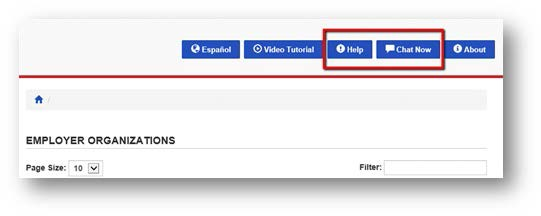 Español Video Tutorial Help Chat Now About
/
EMPLOYER ORGANIZATIONS
Page Size: 10 Filter: